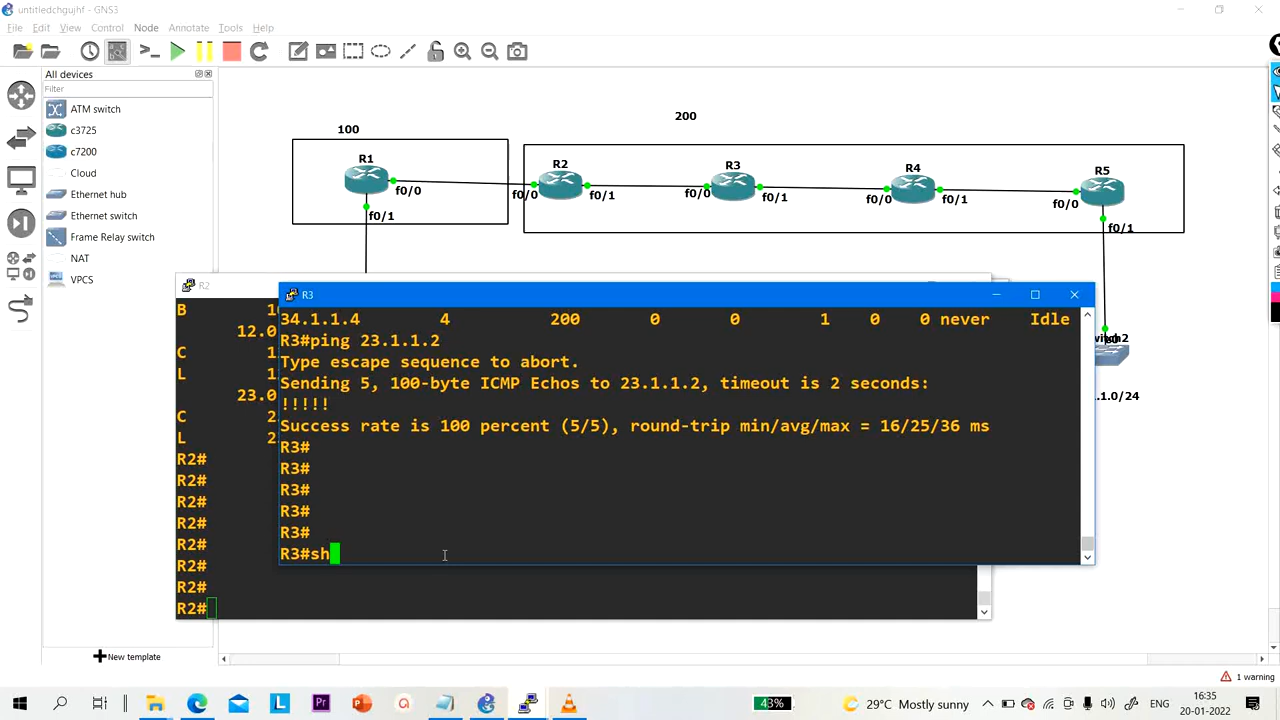 untitledchgujhf - GNS3
File Edit View Control Node Annotate Tools Help
All devices
Filter
ATM switch
c3725
c7200
Cloud
Ethernet hub
Ethernet switch
Frame Relay switch
NAT
VPCS
New template
100
200
R1
R2
R3
R4
R5
f0/0
f0/1
f0/0
f0/1
f0/0
f0/1
f0/0
f0/1
f0/0
f0/1
witch2
.1.0/24
R2
B 1
12.0
C 1
L 1
23.0
C 2
L 2
R2#
R2#
R2#
R2#
R2#
R2#
R2#
R2#
R3
34.1.1.4 4 200 0 0 1 0 0 never Idle
R3#ping 23.1.1.2
Type escape sequence to abort.
Sending 5, 100-byte ICMP Echos to 23.1.1.2, timeout is 2 seconds:
!!!!!
Success rate is 100 percent (5/5), round-trip min/avg/max = 16/25/36 ms
R3#
R3#
R3#
R3#
R3#
R3#sh
1 warning
43%
29°C Mostly sunny
ENG
16:35
20-01-2022